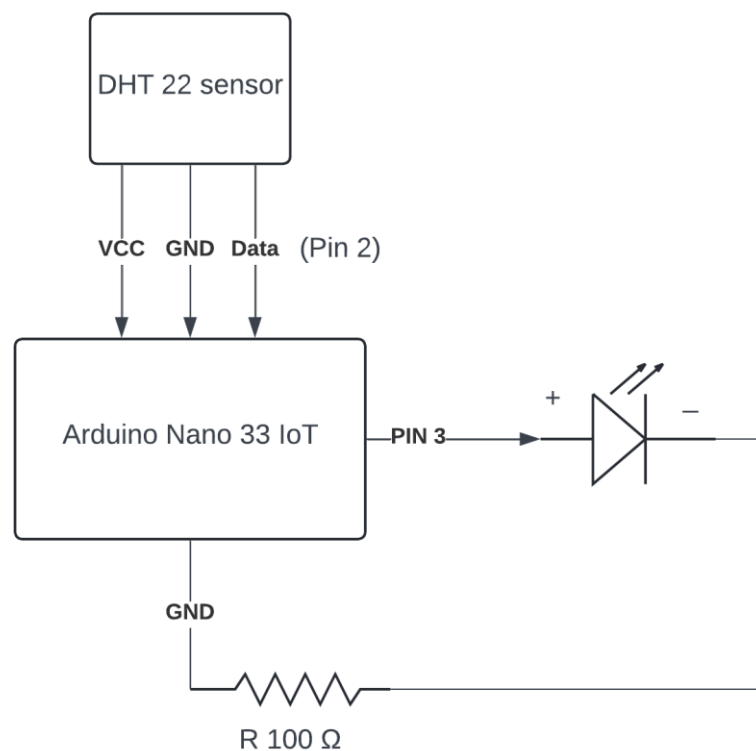 DHT 22 sensor
VCC GND Data (Pin 2)
Arduino Nano 33 IoT
PIN 3
+
–
GND
R 100 Ω